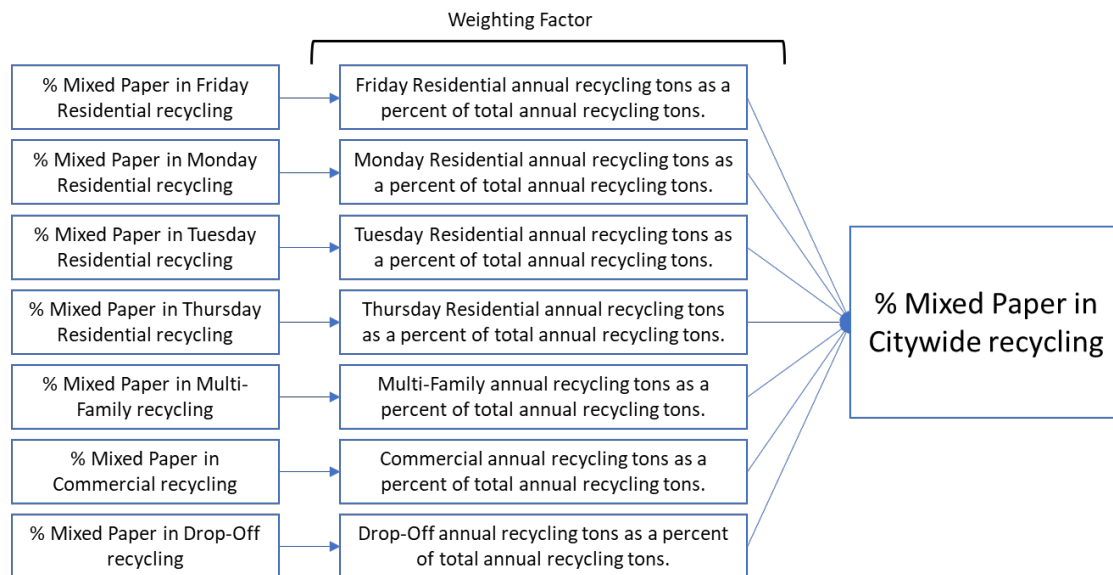 Weighting Factor
% Mixed Paper in Friday
Residential recycling
Friday Residential annual recycling tons as a
percent of total annual recycling tons.
% Mixed Paper in Monday
Residential recycling
Monday Residential annual recycling tons as
a percent of total annual recycling tons.
% Mixed Paper in Tuesday
Residential recycling
Tuesday Residential annual recycling tons as
a percent of total annual recycling tons.
% Mixed Paper in Thursday
Residential recycling
Thursday Residential annual recycling tons
as a percent of total annual recycling tons.
% Mixed Paper in Multi-
Family recycling
Multi-Family annual recycling tons as a
percent of total annual recycling tons.
% Mixed Paper in
Commercial recycling
Commercial annual recycling tons as a
percent of total annual recycling tons.
% Mixed Paper in Drop-Off
recycling
Drop-Off annual recycling tons as a percent
of total annual recycling tons.
% Mixed Paper in
Citywide recycling